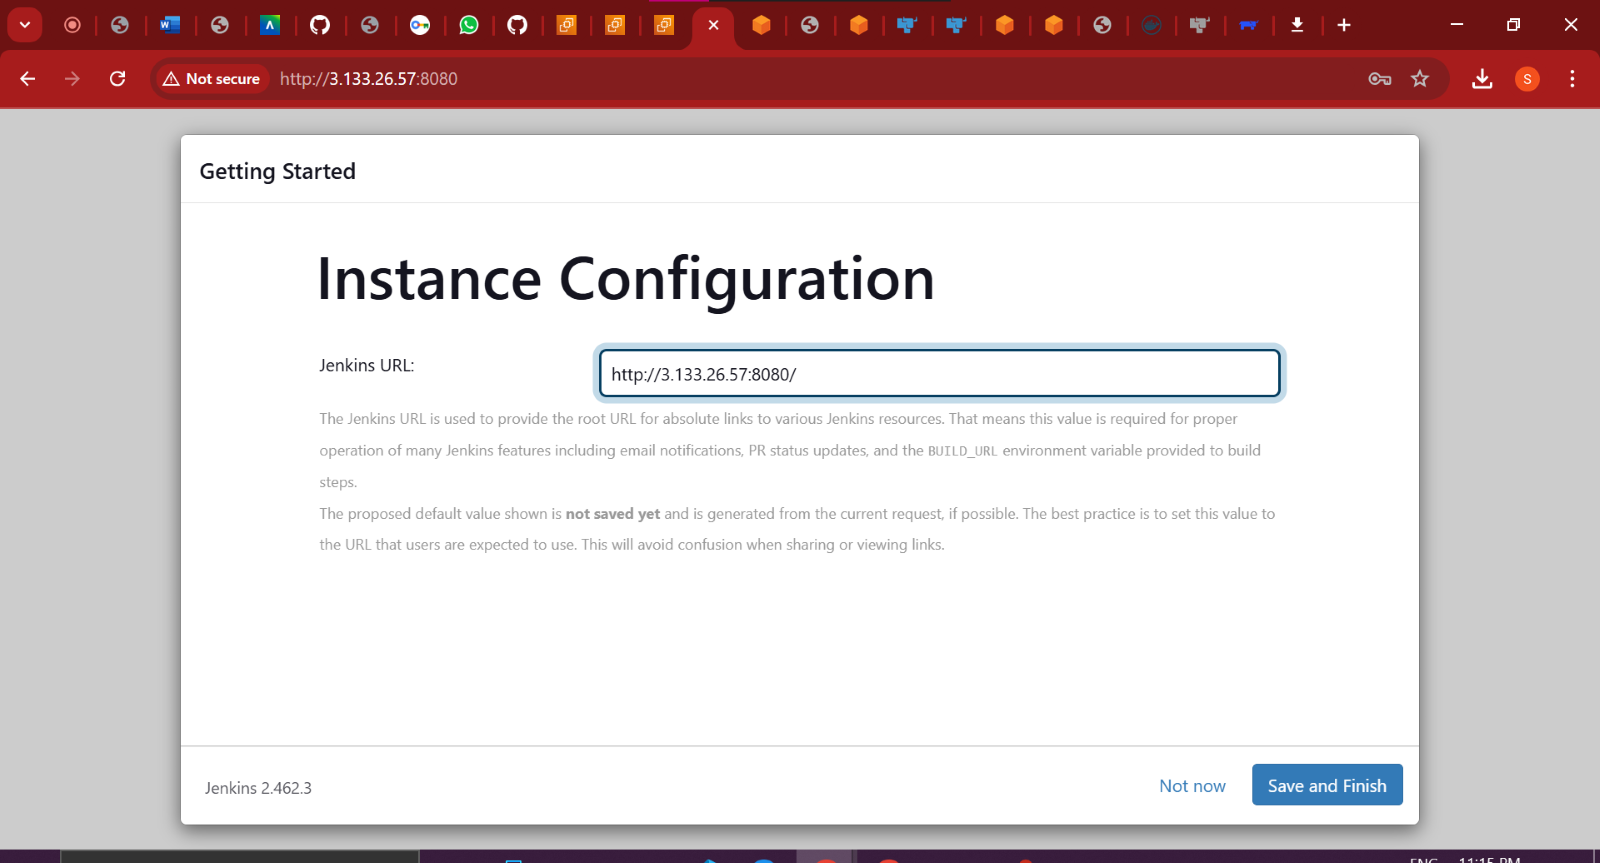 Not secure
http://3.133.26.57:8080
S
Getting Started
Instance Configuration
Jenkins URL:
http://3.133.26.57:8080/
The Jenkins URL is used to provide the root URL for absolute links to various Jenkins resources. That means this value is required for proper
operation of many Jenkins features including email notifications, PR status updates, and the BUILD_URL environment variable provided to build
steps.
The proposed default value shown is not saved yet and is generated from the current request, if possible. The best practice is to set this value to
the URL that users are expected to use. This will avoid confusion when sharing or viewing links.
Jenkins 2.462.3
Not now
Save and Finish
ENG
11:15 PM